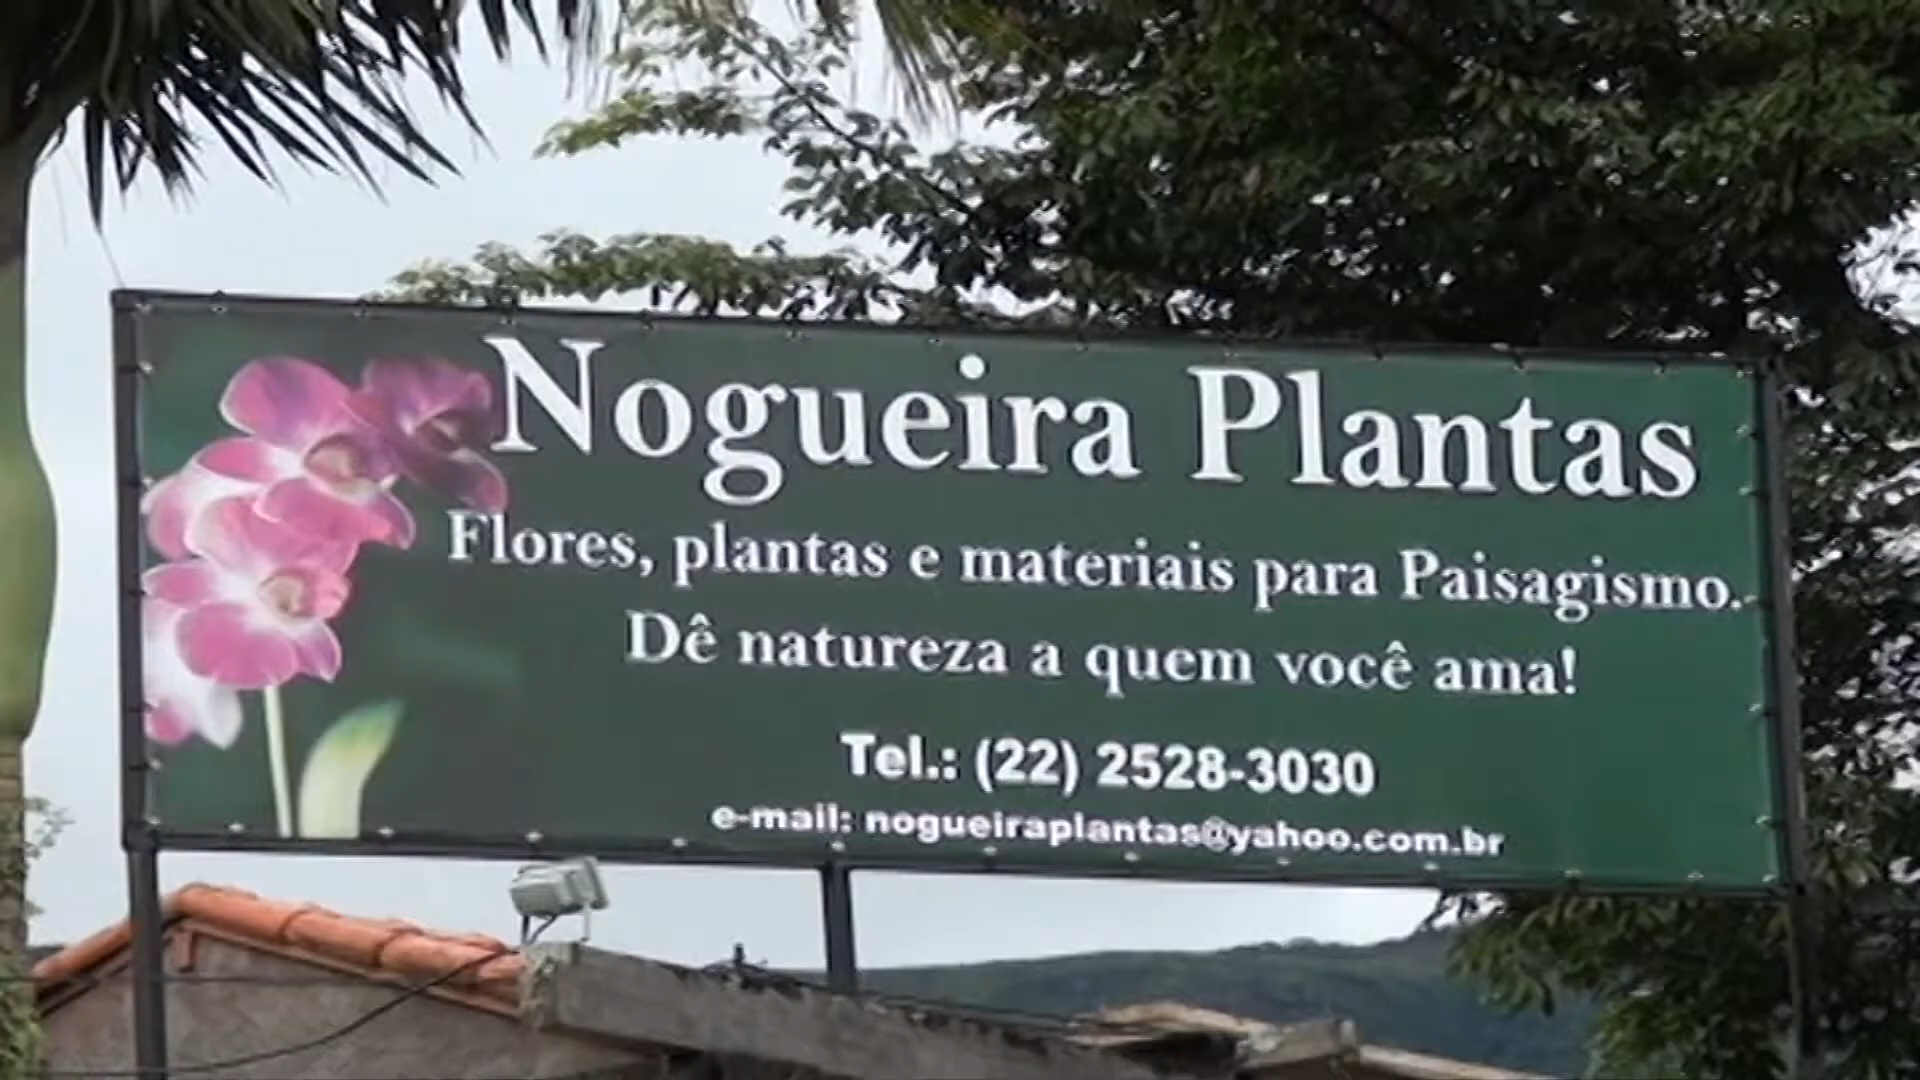 Nogueira Plantas
Flores, plantas e materiais para Paisagismo.
Dê natureza a quem você ama!
Tel.: (22) 2528-3030
e-mail: nogueiraplantas@yahoo.com.br